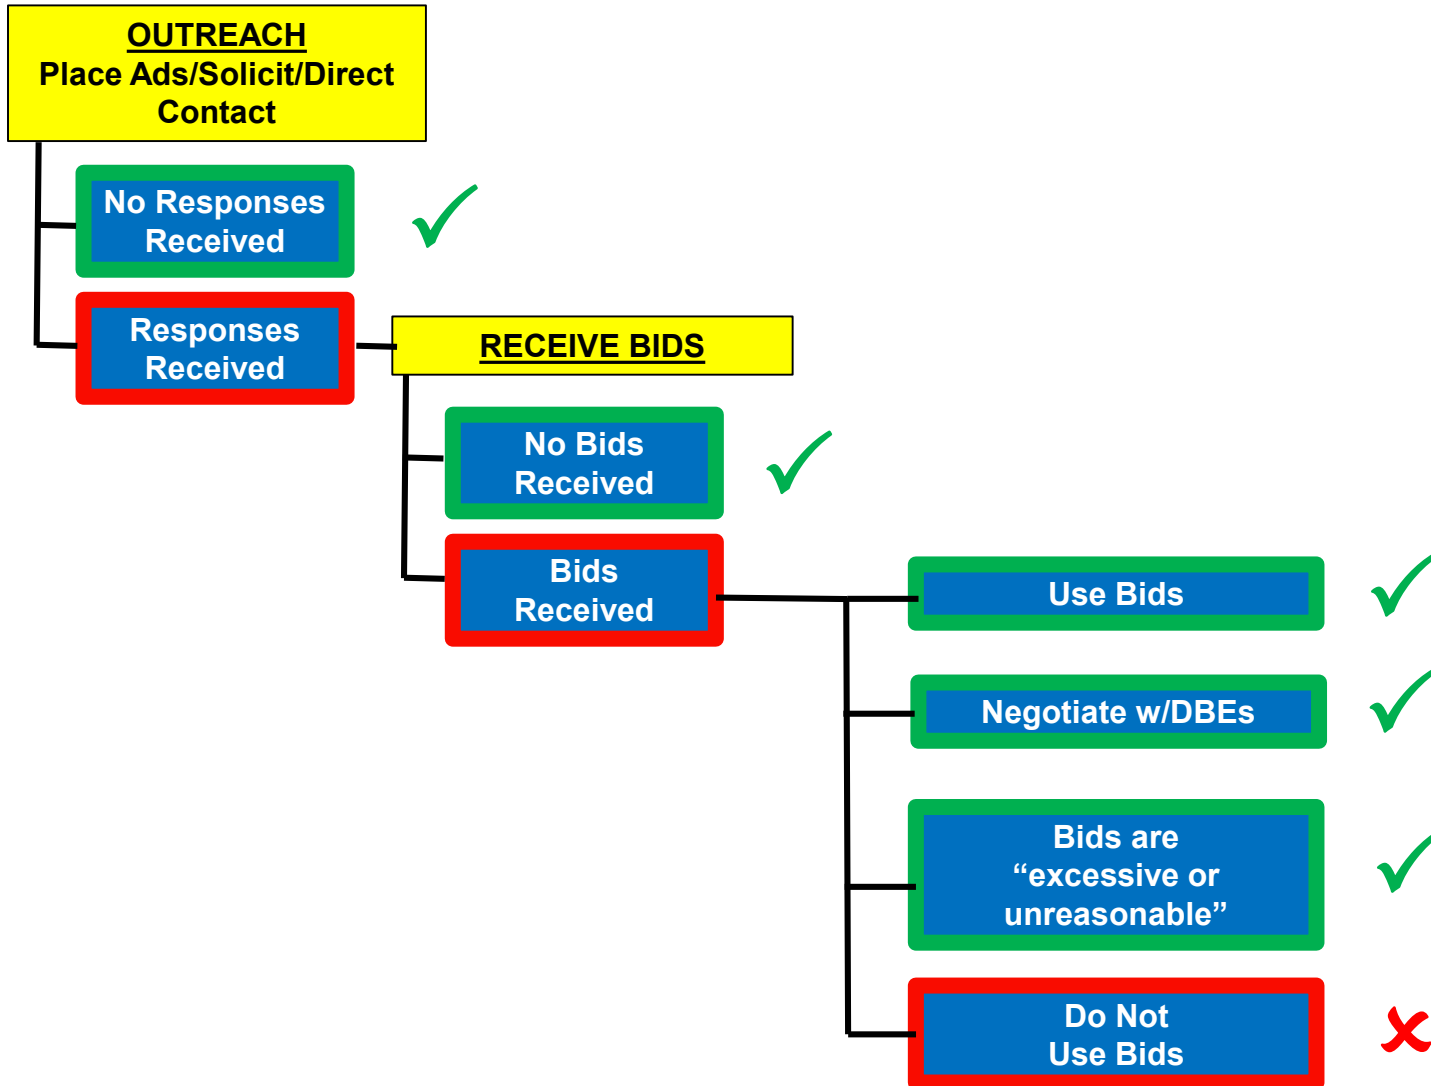 OUTREACH
Place Ads/Solicit/Direct
Contact
No Responses
Received
Responses
Received
RECEIVE BIDS
No Bids
Received
Bids
Received
Use Bids
Negotiate w/DBEs
Bids are
“excessive or
unreasonable”
Do Not
Use Bids